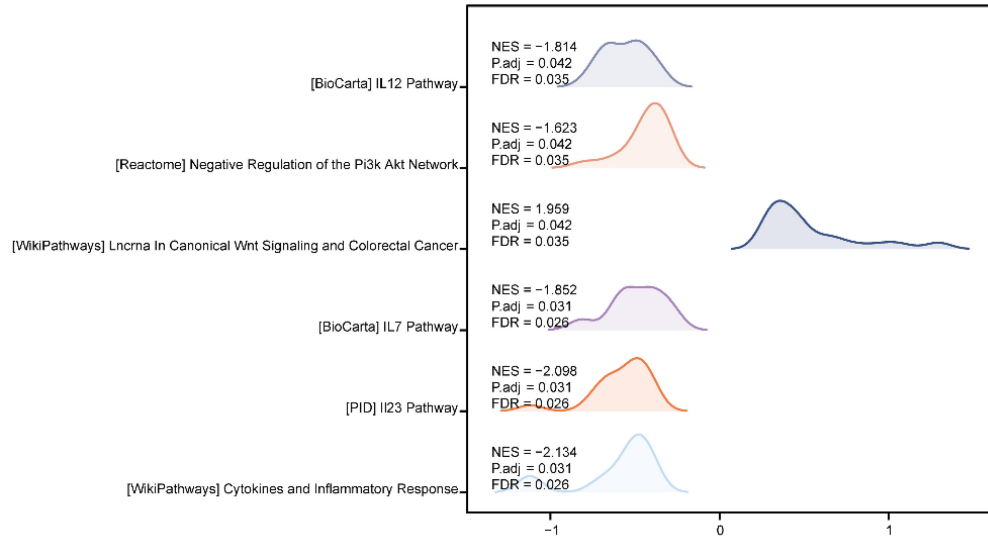 NES = −1.814
P.adj = 0.042
FDR = 0.035
[BioCarta] IL12 Pathway
NES = −1.623
P.adj = 0.042
FDR = 0.035
[Reactome] Negative Regulation of the Pi3k Akt Network
NES = 1.959
P.adj = 0.042
FDR = 0.035
[WikiPathways] Lncrna In Canonical Wnt Signaling and Colorectal Cancer
NES = −1.852
P.adj = 0.031
FDR = 0.026
[BioCarta] IL7 Pathway
NES = −2.098
P.adj = 0.031
FDR = 0.026
[PID] Il23 Pathway
NES = −2.134
P.adj = 0.031
FDR = 0.026
[WikiPathways] Cytokines and Inflammatory Response
−1 0 1